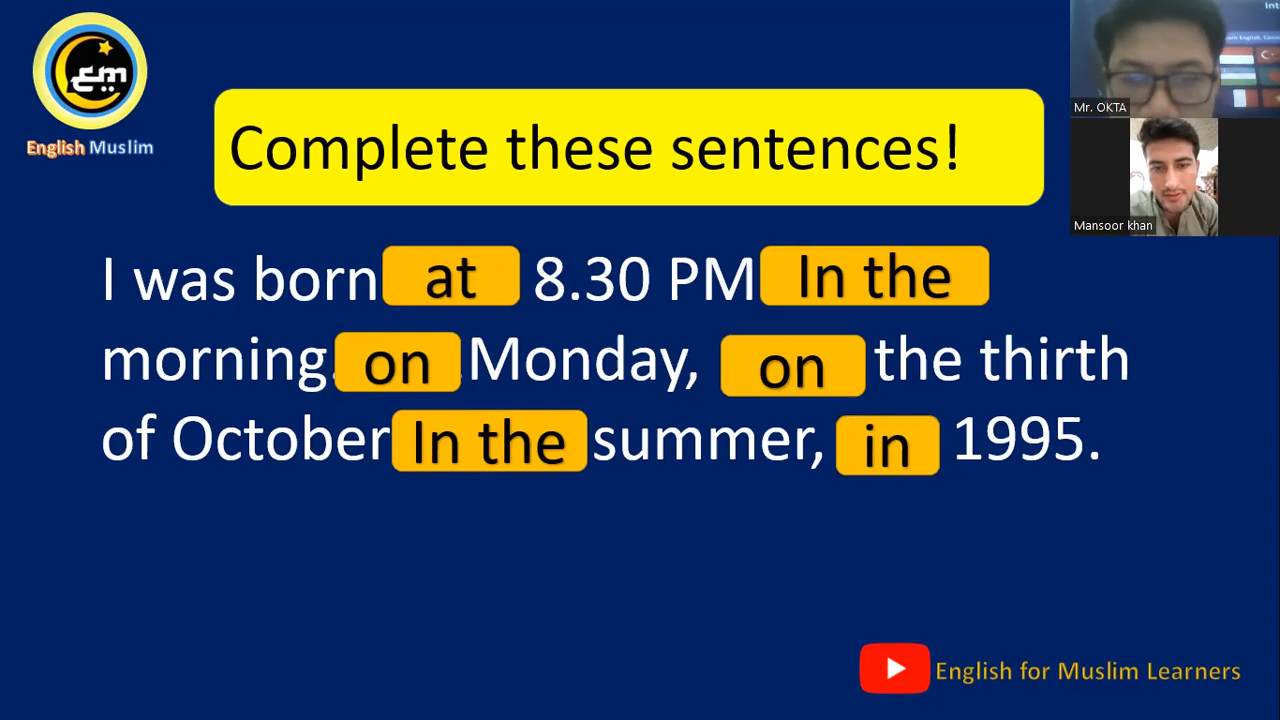 مع
English Muslim
Complete these sentences!
I was born at 8.30 PM In the
morning. on Monday, on the thirth
of October In the summer, in 1995.
Mr. OKTA
Mansoor khan
English for Muslim Learners